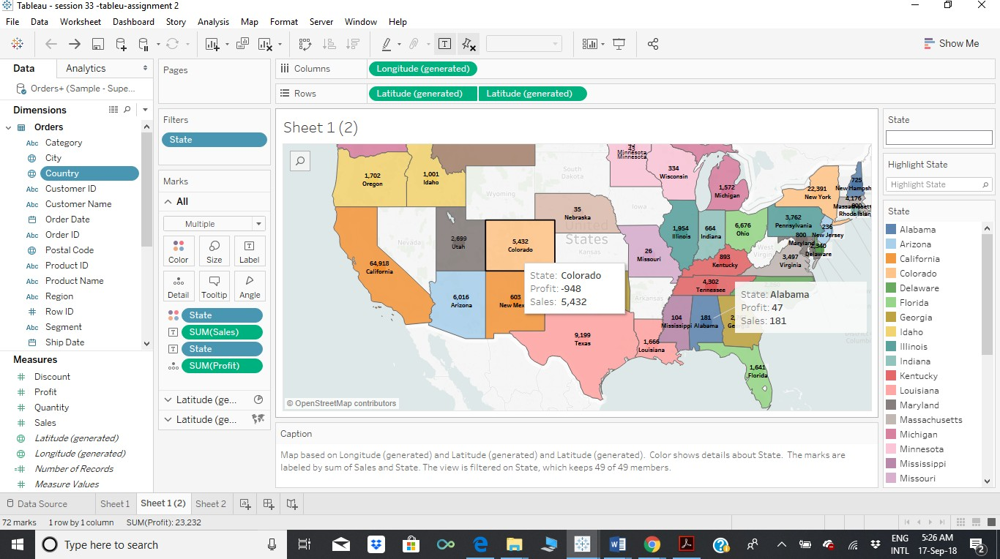 Tableau - session 33 -tableu-assignment 2
File Data Worksheet Dashboard Story Analysis Map Format Server Window Help
Show Me
Data Analytics
Orders+ (Sample - Supe...
Dimensions
Orders
Abc Category
City
Country
Abc Customer ID
Abc Customer Name
Order Date
Abc Order ID
Postal Code
Abc Product ID
Abc Product Name
Abc Region
Row ID
Abc Segment
Ship Date
Measures
Discount
Profit
Quantity
Sales
Latitude (generated)
Longitude (generated)
Number of Records
Measure Values
Pages
Filters
State
Marks
All
Multiple
Color Size Label
Detail Tooltip Angle
State
SUM(Sales)
State
SUM(Profit)
Latitude (ge...
Latitude (ge...
Columns Longitude (generated)
Rows Latitude (generated) Latitude (generated)
Sheet 1 (2)
1,702
Oregon
1,001
Idaho
Wyoming
South
Dakota
43
Minnesota
Minnesota
334
Wisconsin
1,572
Michigan
22,391
New York
725
New Hampsh
4,176
Rhode Islan
35
Nebraska
Iowa
United
States
Kansas
Nevada
2,699
Utah
5,432
Colorado
1,954
Illinois
664
Indiana
6,676
Ohio
3,762
Pennsylvania
236
New Jersey
800
Maryland
Delaware
West
Virgin
3,497
Virginia
26
Missouri
893
Kentucky
64,918
California
6,016
Arizona
603
New Mex
Arkansas
4,302
Tennessee
104
Mississippi
181
Alabama
9,199
Texas
1,666
Louisiana
1,641
Florida
State: Colorado
Profit: -948
Sales: 5,432
State: Alabama
Profit: 47
Sales: 181
© OpenStreetMap contributors
Caption
Map based on Longitude (generated) and Latitude (generated) and Latitude (generated). Color shows details about State. The marks are
labeled by sum of Sales and State. The view is filtered on State, which keeps 49 of 49 members.
State
Highlight State
Highlight State
State
Alabama
Arizona
California
Colorado
Delaware
Florida
Georgia
Idaho
Illinois
Indiana
Kentucky
Louisiana
Maryland
Massachusetts
Michigan
Minnesota
Mississippi
Missouri
Data Source Sheet 1 Sheet 1 (2) Sheet 2
72 marks 1 row by 1 column SUM(Profit): 23,232
Type here to search
ENG
INTL
5:26 AM
17-Sep-18
2